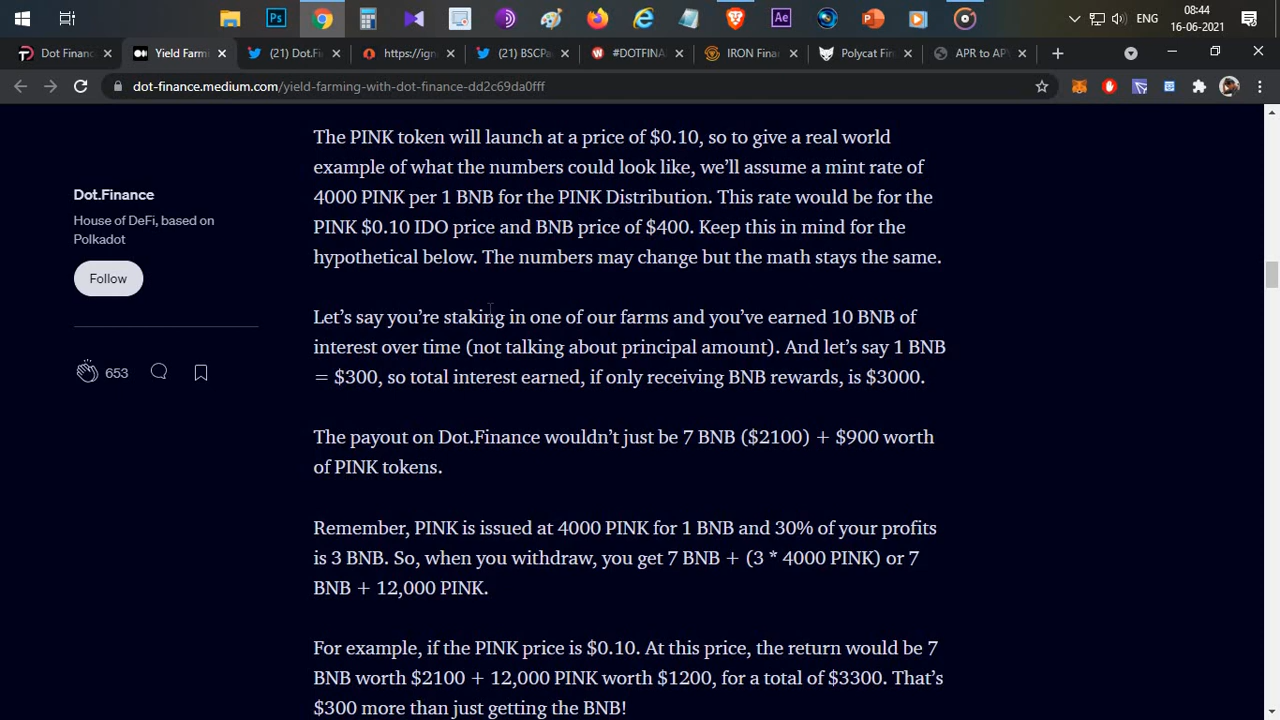 08:44
ENG
16-06-2021
Dot Financ
Yield Farmi
(21) Dot.Fi
https://ign
(21) BSCPa
#DOTFINA
IRON Finan
Polycat Fin
APR to AP
dot-finance.medium.com/yield-farming-with-dot-finance-dd2c69da0fff
Dot.Finance
House of DeFi, based on
Polkadot
Follow
653
The PINK token will launch at a price of $0.10, so to give a real world
example of what the numbers could look like, we’ll assume a mint rate of
4000 PINK per 1 BNB for the PINK Distribution. This rate would be for the
PINK $0.10 IDO price and BNB price of $400. Keep this in mind for the
hypothetical below. The numbers may change but the math stays the same.
Let’s say you’re staking in one of our farms and you’ve earned 10 BNB of
interest over time (not talking about principal amount). And let’s say 1 BNB
= $300, so total interest earned, if only receiving BNB rewards, is $3000.
The payout on Dot.Finance wouldn’t just be 7 BNB ($2100) + $900 worth
of PINK tokens.
Remember, PINK is issued at 4000 PINK for 1 BNB and 30% of your profits
is 3 BNB. So, when you withdraw, you get 7 BNB + (3 * 4000 PINK) or 7
BNB + 12,000 PINK.
For example, if the PINK price is $0.10. At this price, the return would be 7
BNB worth $2100 + 12,000 PINK worth $1200, for a total of $3300. That’s
$300 more than just getting the BNB!